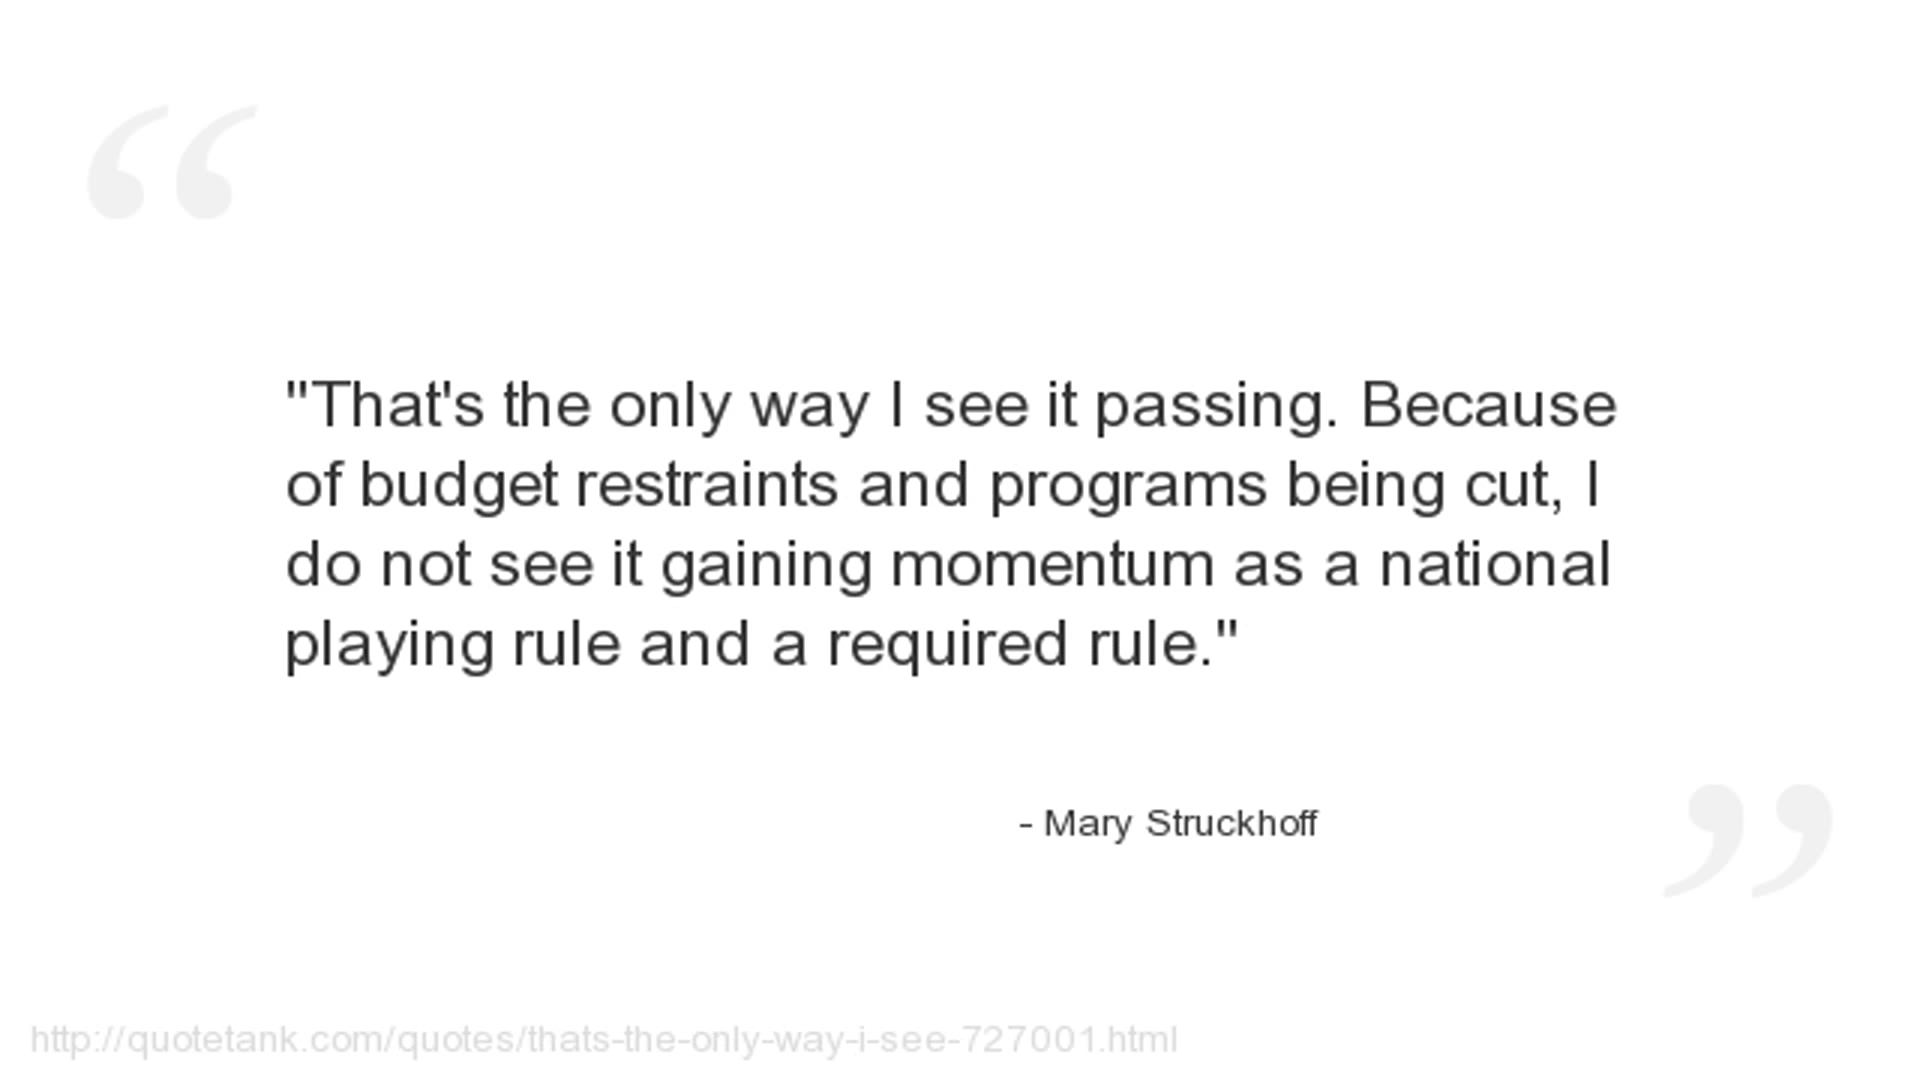 "That's the only way I see it passing. Because
of budget restraints and programs being cut, I
do not see it gaining momentum as a national
playing rule and a required rule."
- Mary Struckhoff
http://quotetank.com/quotes/thats-the-only-way-i-see-727001.html